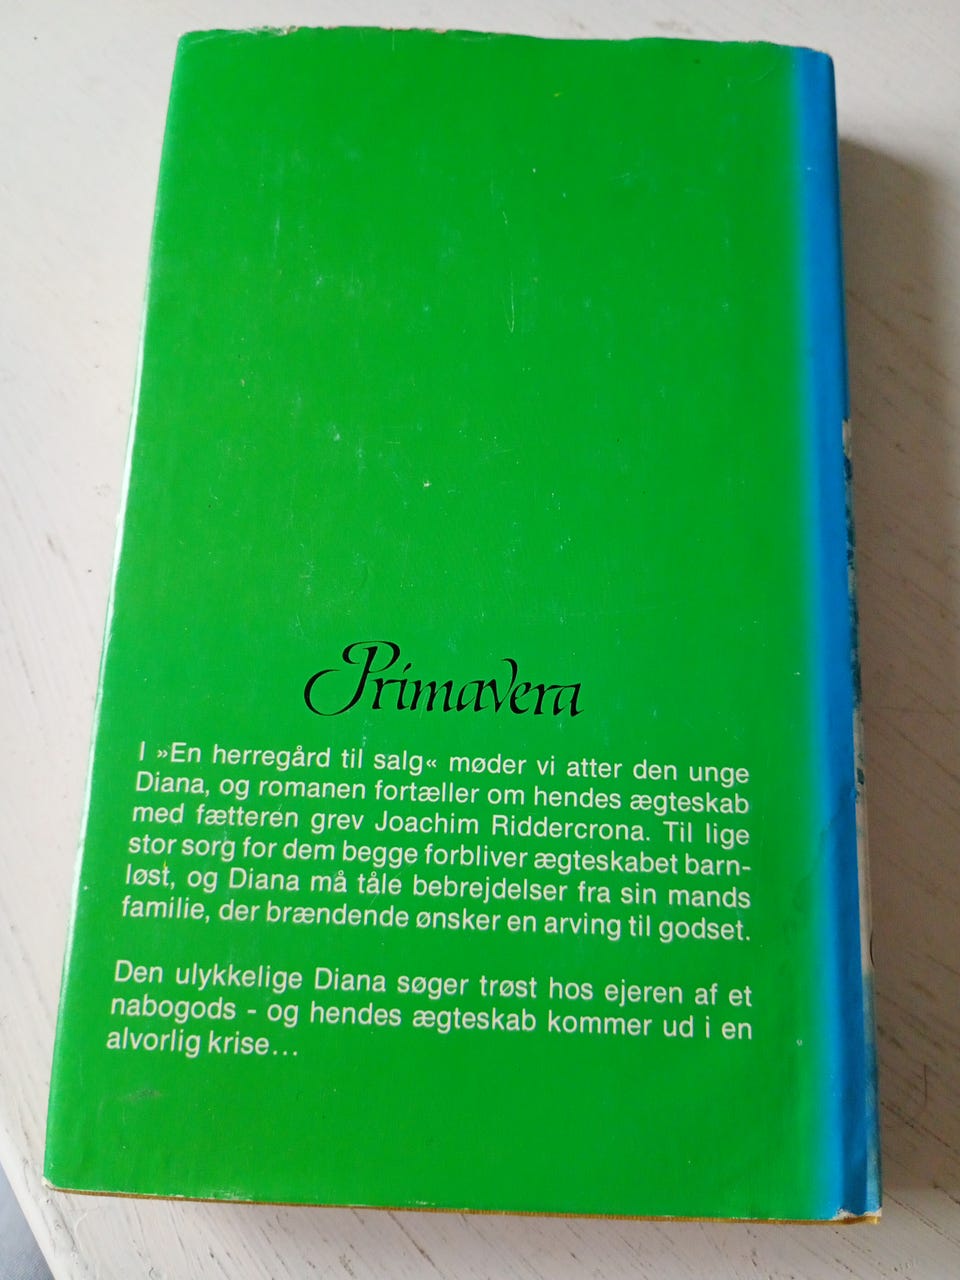 Primavera
I »En herregård til salg« møder vi atter den unge
Diana, og romanen fortæller om hendes ægteskab
med fætteren grev Joachim Riddercrona. Til lige
stor sorg for dem begge forbliver ægteskabet barn-
løst, og Diana må tåle bebrejdelser fra sin mands
familie, der brændende ønsker en arving til godset.
Den ulykkelige Diana søger trøst hos ejeren af et
nabogods - og hendes ægteskab kommer ud i en
alvorlig krise...